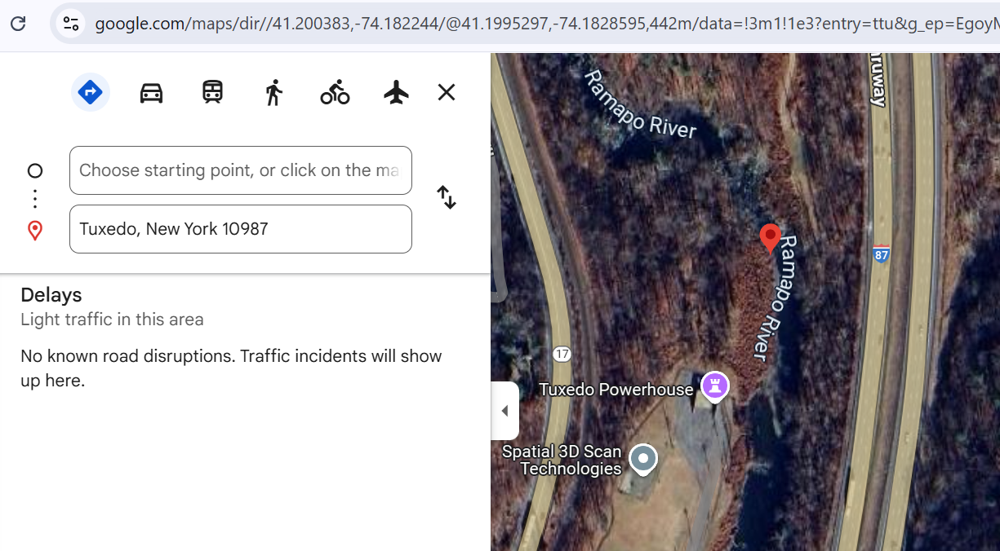 google.com/maps/dir//41.200383,-74.182244/@41.1995297,-74.1828595,442m/data=!3m1!1e3?entry=ttu&g_ep=Egoy
Choose starting point, or click on the ma
Tuxedo, New York 10987
Delays
Light traffic in this area
No known road disruptions. Traffic incidents will show
up here.
Ramapo River
hruway
87
Ramapo River
17
Tuxedo Powerhouse
Spatial 3D Scan
Technologies